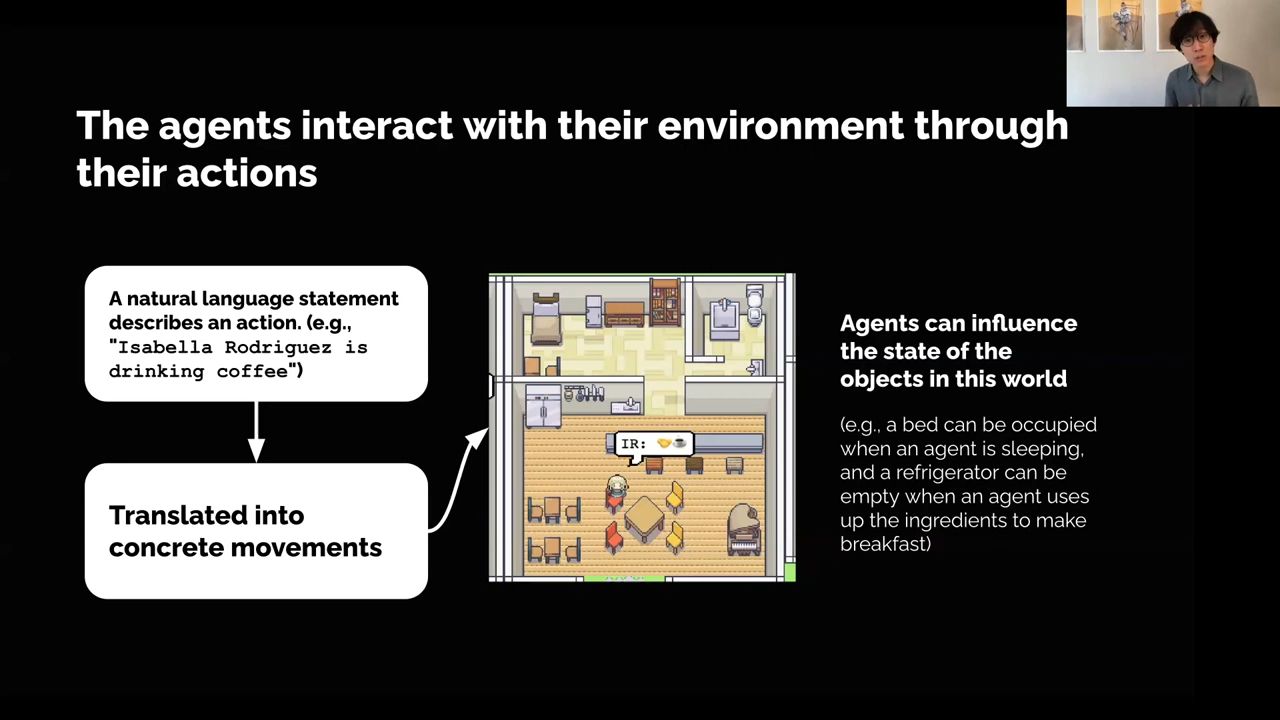 The agents interact with their environment through
their actions
A natural language statement
describes an action. (e.g.,
"Isabella Rodriguez is
drinking coffee")
Translated into
concrete movements
IR:
Agents can influence
the state of the
objects in this world
(e.g., a bed can be occupied
when an agent is sleeping,
and a refrigerator can be
empty when an agent uses
up the ingredients to make
breakfast)